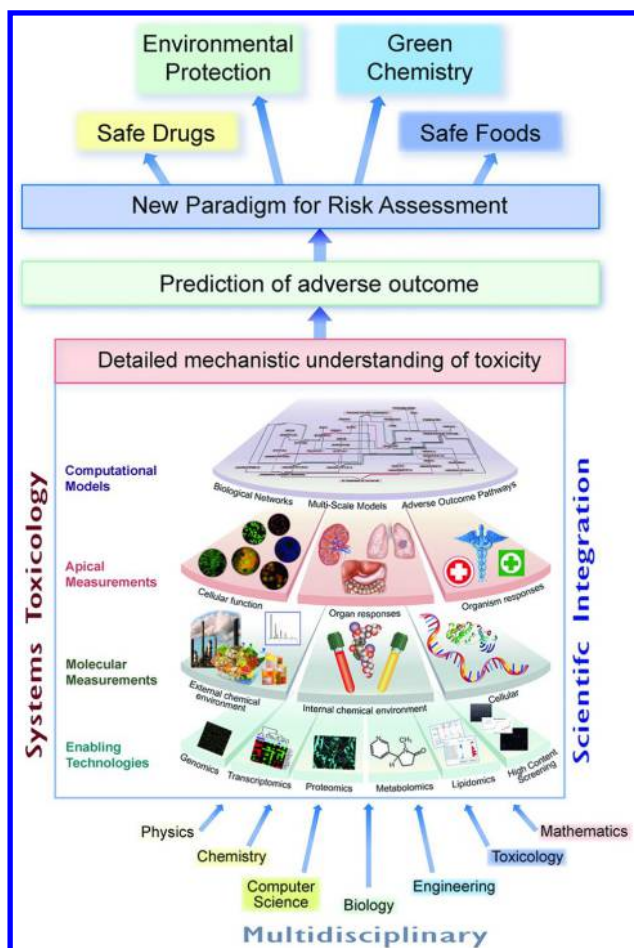 Environmental
Protection
Green
Chemistry
Safe Drugs
Safe Foods
New Paradigm for Risk Assessment
Prediction of adverse outcome
Detailed mechanistic understanding of toxicity
Systems Toxicology
Scientifc Integration
Computational
Models
Biological Networks
Multi-Scale Models
Adverse Outcome Pathways
Apical
Measurements
Cellular function
Organ responses
Organism responses
Molecular
Measurements
External chemical
environment
Internal chemical environment
Cellular
Enabling
Technologies
Genomics
Transcriptomics
Proteomics
Metabolomics
Lipidomics
High Content
Screening
Physics
Chemistry
Computer
Science
Biology
Engineering
Toxicology
Mathematics
Multidisciplinary